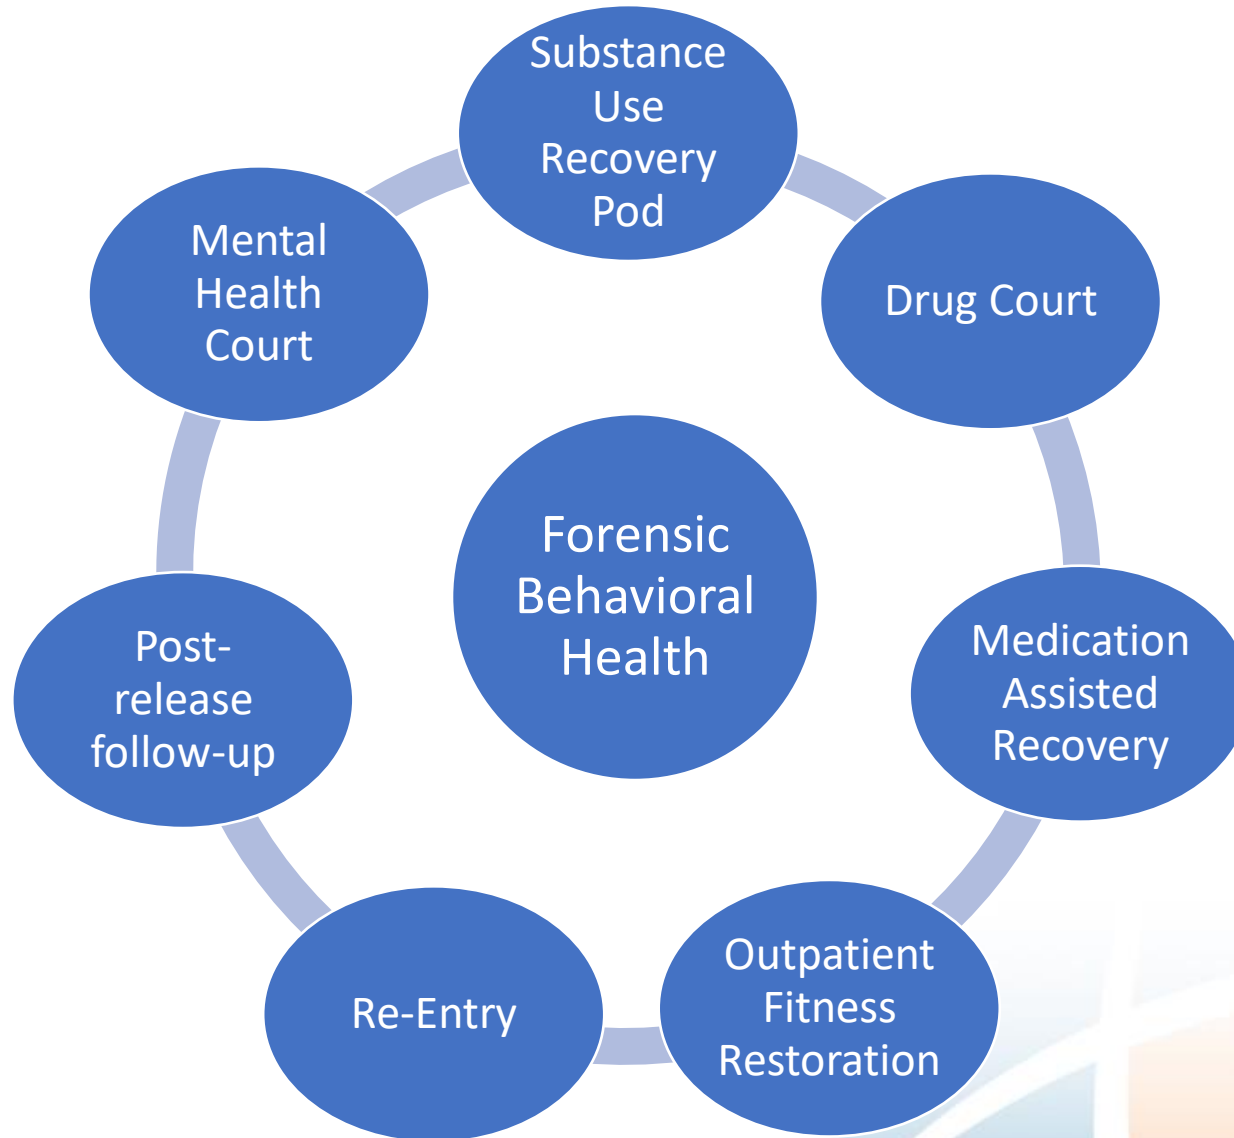 Substance
Use
Recovery
Pod
Drug Court
Medication
Assisted
Recovery
Outpatient
Fitness
Restoration
Re-Entry
Post-
release
follow-up
Mental
Health
Court
Forensic
Behavioral
Health